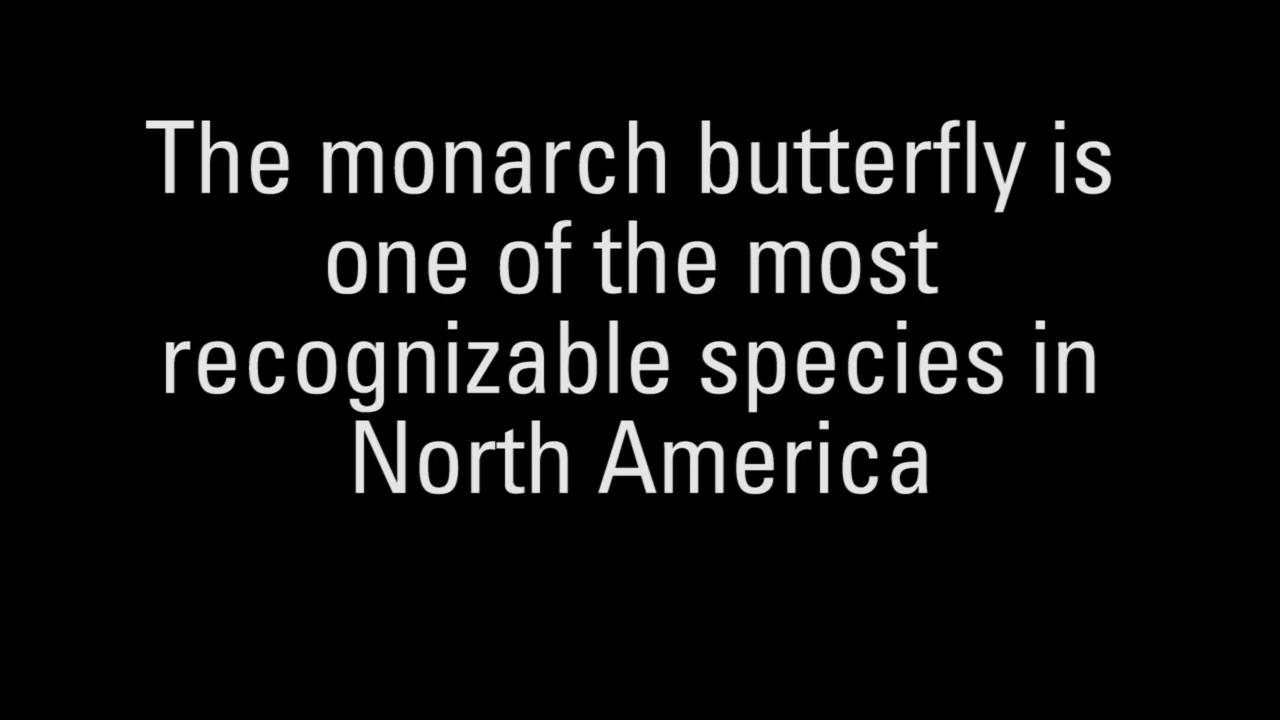 The monarch butterfly is
one of the most
recognizable species in
North America